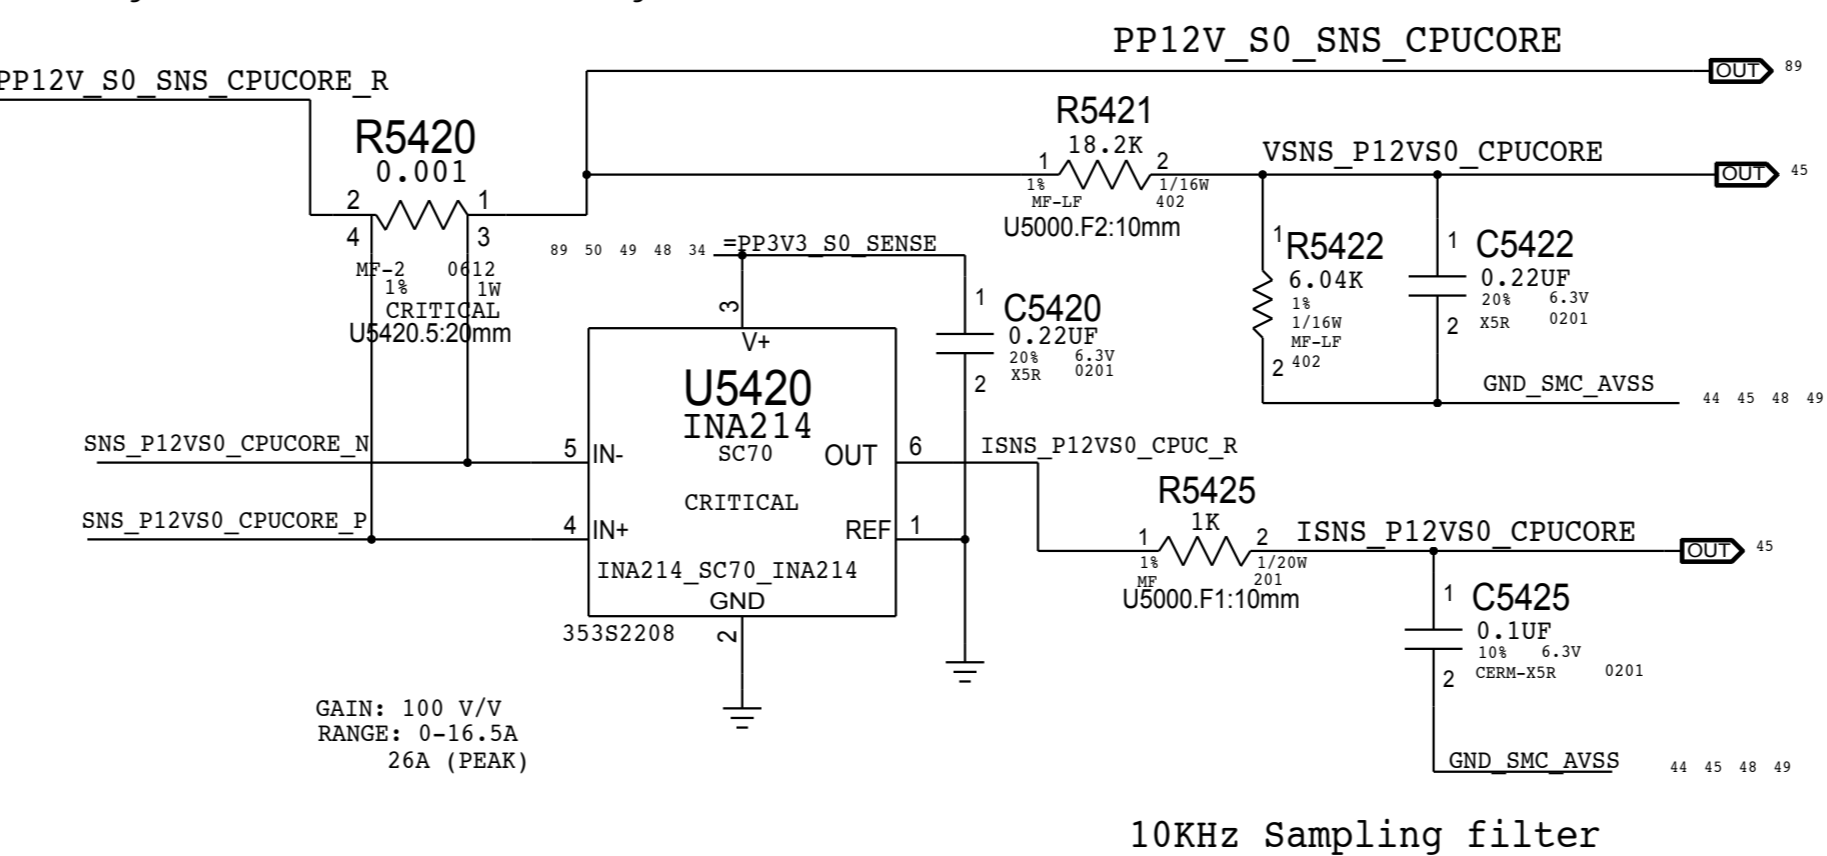 PP12V_S0_SNS_CPUCORE
OUT 89
PP12V_S0_SNS_CPUCORE_R
R5420
0.001
2 1
4 3
MF-2 0612
1% 1W
CRITICAL
U5420.5:20mm
R5421
18.2K
1 2
1% 1/16W
MF-LF 402
U5000.F2:10mm
VSNS_P12VS0_CPUCORE
OUT 45
89 50 49 48 34 =PP3V3_S0_SENSE
1
R5422
6.04K
1%
1/16W
MF-LF
402
2
1
C5422
0.22UF
20% 6.3V
X5R 0201
2
GND_SMC_AVSS 44 45 48 49
1
C5420
0.22UF
20% 6.3V
X5R 0201
2
3
V+
U5420
INA214
SC70
CRITICAL
SNS_P12VS0_CPUCORE_N 5 IN-
OUT 6 ISNS_P12VS0_CPUC_R
SNS_P12VS0_CPUCORE_P 4 IN+
REF 1
INA214_SC70_INA214
GND
2
353S2208
R5425
1K
1 2
1% 1/20W
MF 201
U5000.F1:10mm
ISNS_P12VS0_CPUCORE
OUT 45
1
C5425
0.1UF
10% 6.3V
CERM-X5R 0201
2
GND_SMC_AVSS 44 45 48 49
GAIN: 100 V/V
RANGE: 0-16.5A
26A (PEAK)
10KHz Sampling filter